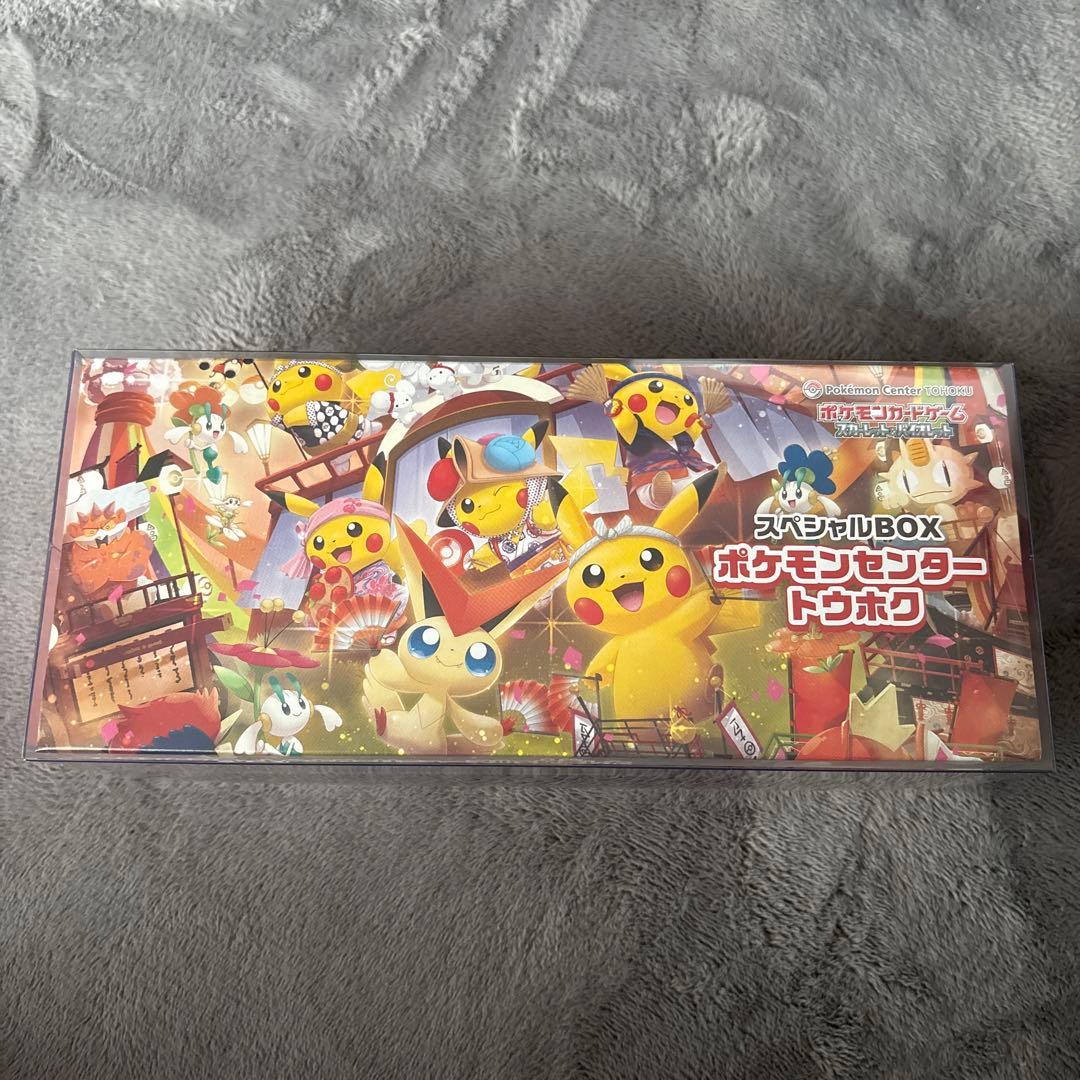 Pokémon Center TOHOKU
ポケモンカードゲーム
スカーレット&バイオレット
スペシャルBOX
ポケモンセンター
トウホク